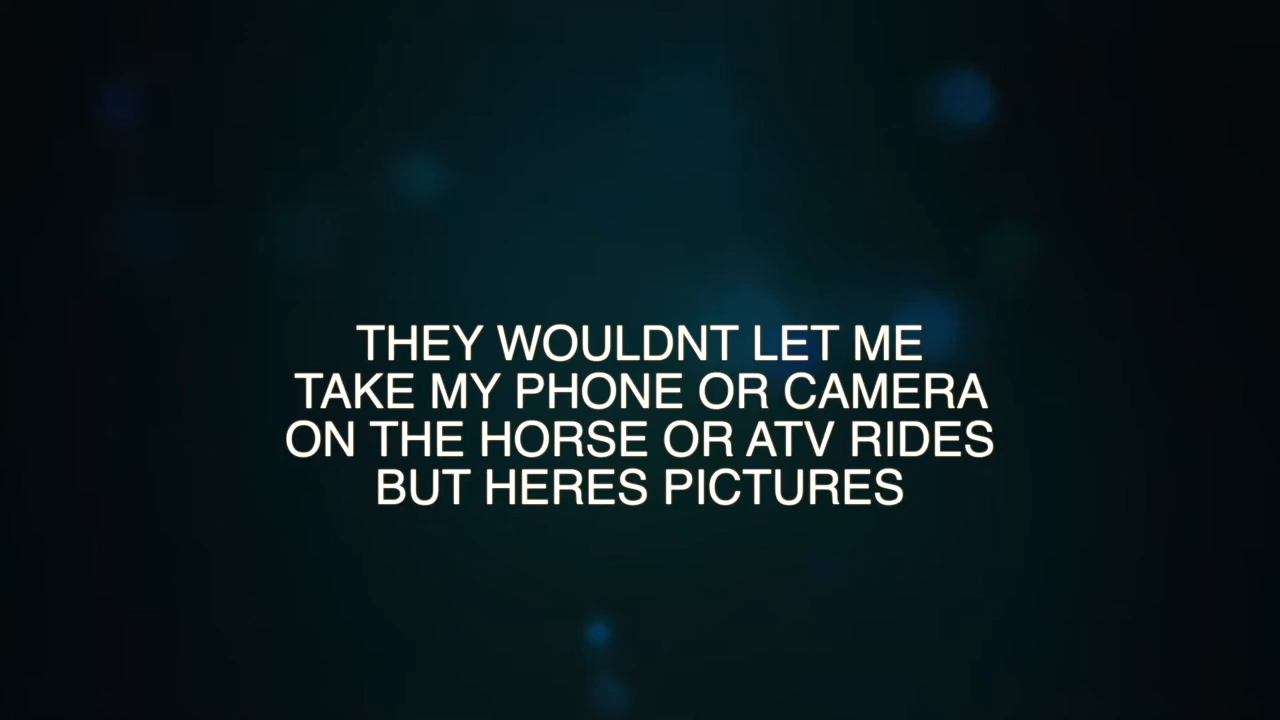 THEY WOULDNT LET ME
TAKE MY PHONE OR CAMERA
ON THE HORSE OR ATV RIDES
BUT HERES PICTURES